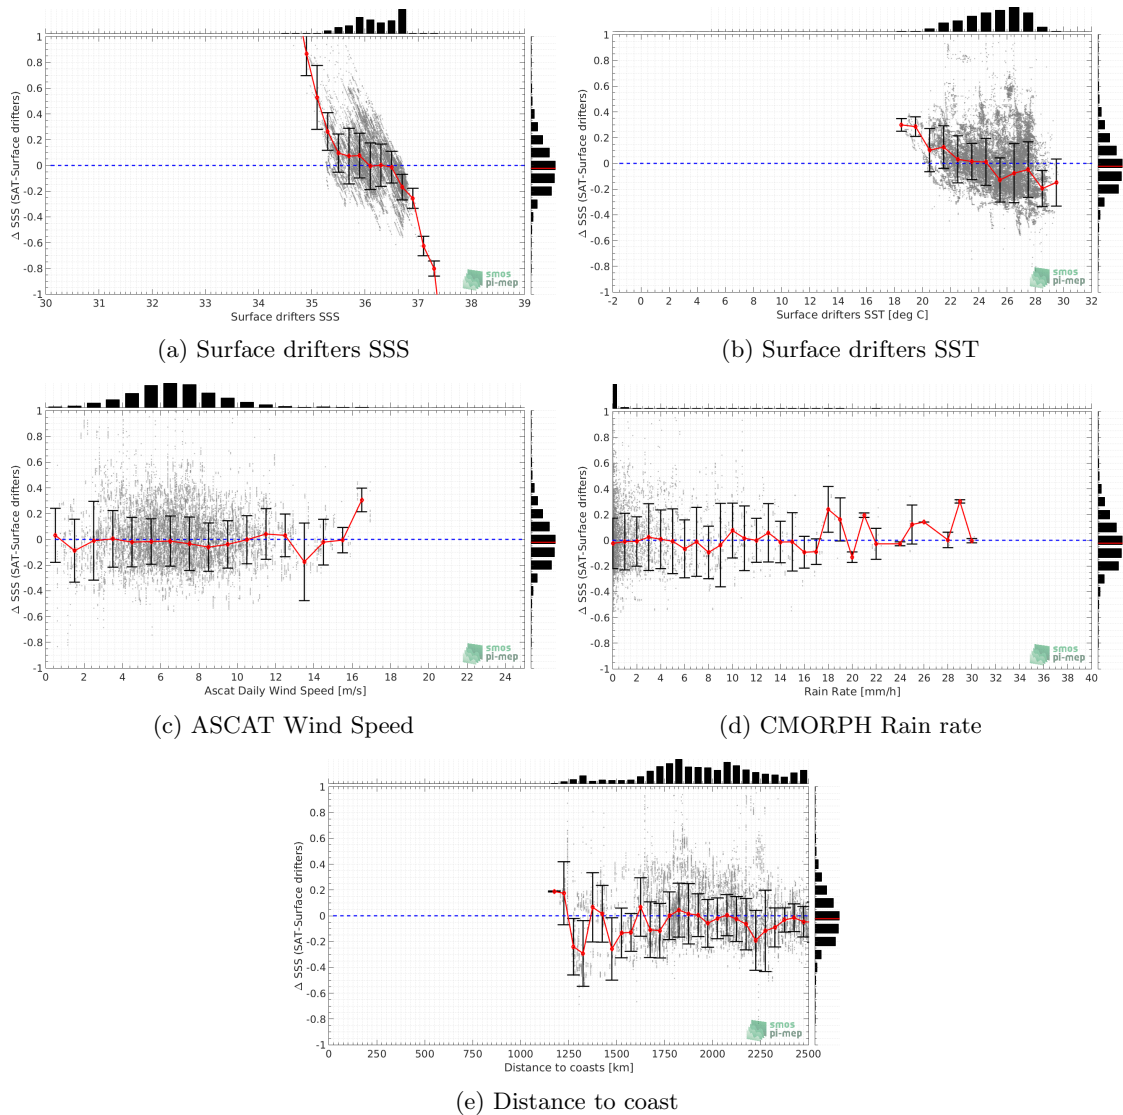 Δ SSS (SAT-Surface drifters)
1
0.8
0.6
0.4
0.2
0
-0.2
-0.4
-0.6
-0.8
-1
30 31 32 33 34 35 36 37 38 39
Surface drifters SSS
smos
pi-mep
(a) Surface drifters SSS
Δ SSS (SAT-Surface drifters)
1
0.8
0.6
0.4
0.2
0
-0.2
-0.4
-0.6
-0.8
-1
-2 0 2 4 6 8 10 12 14 16 18 20 22 24 26 28 30 32
Surface drifters SST [deg C]
smos
pi-mep
(b) Surface drifters SST
Δ SSS (SAT-Surface drifters)
1
0.8
0.6
0.4
0.2
0
-0.2
-0.4
-0.6
-0.8
-1
0 2 4 6 8 10 12 14 16 18 20 22 24
Ascat Daily Wind Speed [m/s]
smos
pi-mep
(c) ASCAT Wind Speed
Δ SSS (SAT-Surface drifters)
1
0.8
0.6
0.4
0.2
0
-0.2
-0.4
-0.6
-0.8
-1
0 2 4 6 8 10 12 14 16 18 20 22 24 26 28 30 32 34 36 38 40
Rain Rate [mm/h]
smos
pi-mep
(d) CMORPH Rain rate
Δ SSS (SAT-Surface drifters)
1
0.8
0.6
0.4
0.2
0
-0.2
-0.4
-0.6
-0.8
-1
0 250 500 750 1000 1250 1500 1750 2000 2250 2500
Distance to coasts [km]
smos
pi-mep
(e) Distance to coast